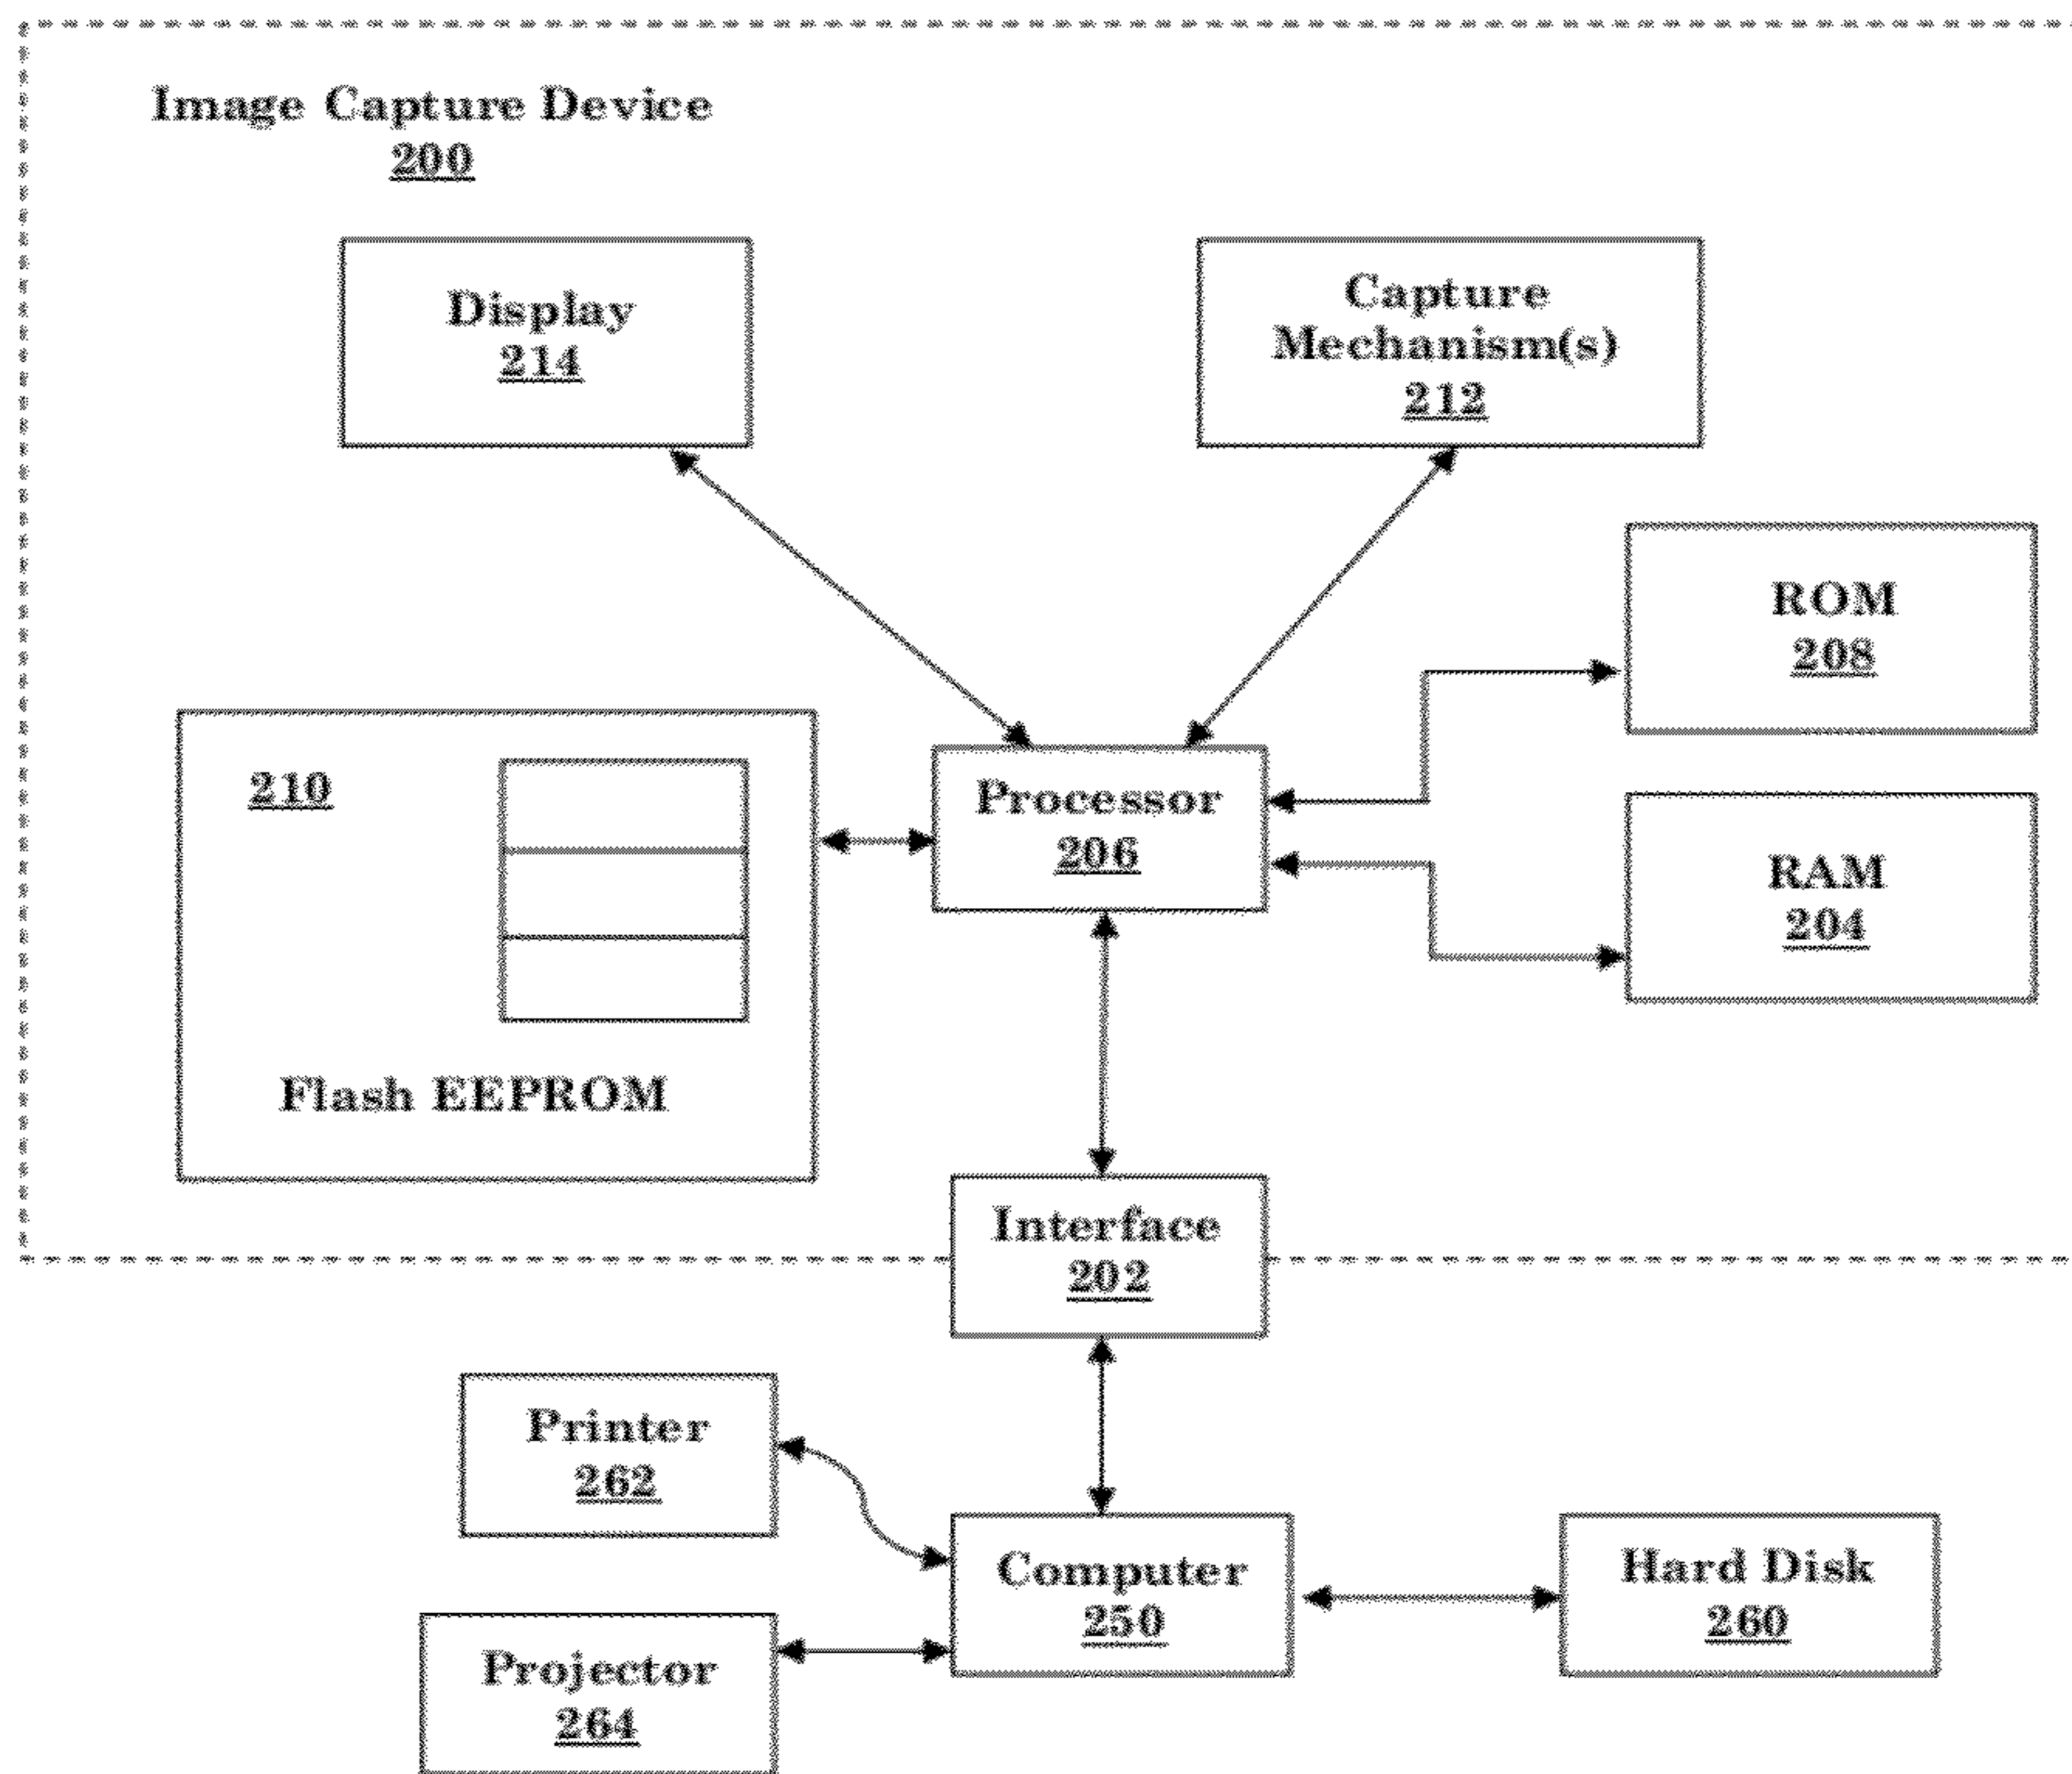 Image Capture Device
200
Display
214
Capture
Mechanism(s)
212
ROM
208
210
Flash EEPROM
Processor
206
RAM
204
Interface
202
Printer
262
Computer
250
Hard Disk
260
Projector
264